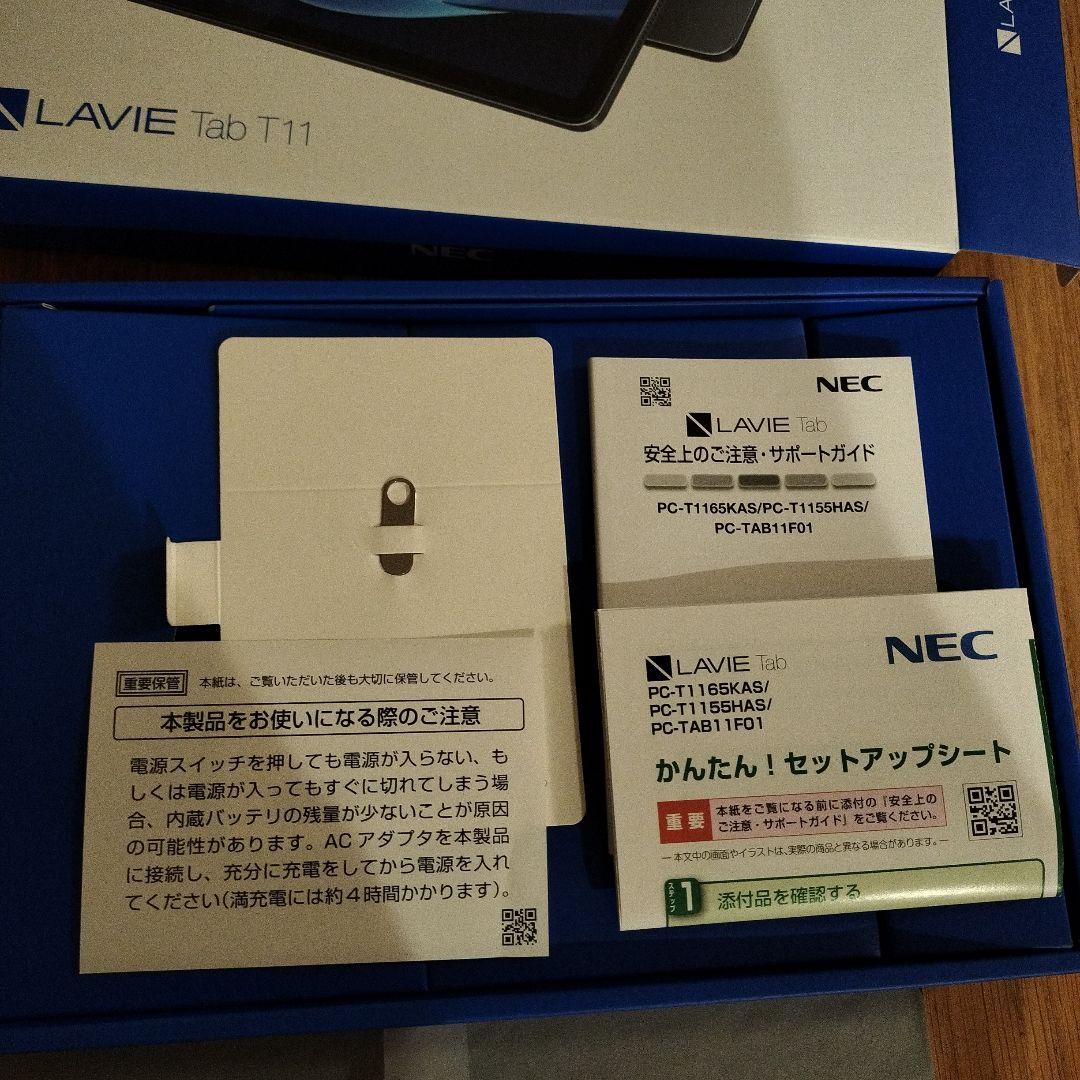 LAVIE Tab T11
LA
NEC
NEC
LAVIE Tab
安全上のご注意・サポートガイド
PC-T1165KAS/PC-T1155HAS/
PC-TAB11F01
重要保管 本紙は、ご覧いただいた後も大切に保管してください。
本製品をお使いになる際のご注意
電源スイッチを押しても電源が入らない、も
しくは電源が入ってもすぐに切れてしまう場
合、内蔵バッテリの残量が少ないことが原因
の可能性があります。ACアダプタを本製品
に接続し、充分に充電をしてから電源を入れ
てください(満充電には約4時間かかります)。
LAVIE Tab NEC
PC-T1165KAS/
PC-T1155HAS/
PC-TAB11F01
かんたん！セットアップシート
重要 本紙をご覧になる前に添付の『安全上の
ご注意・サポートガイド』をご覧ください。
― 本文中の画面やイラストは、実際の商品と異なる場合があります。―
ステップ 1 添付品を確認する